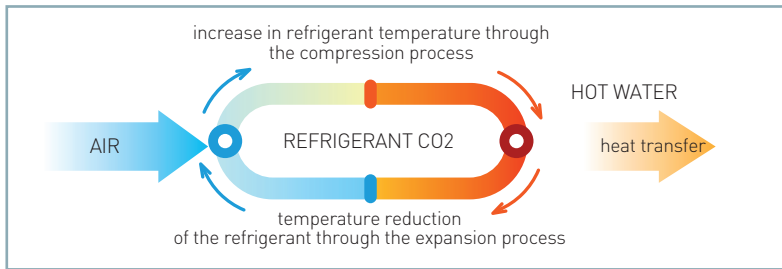 increase in refrigerant temperature through
the compression process
HOT WATER
AIR
REFRIGERANT CO2
heat transfer
temperature reduction
of the refrigerant through the expansion process